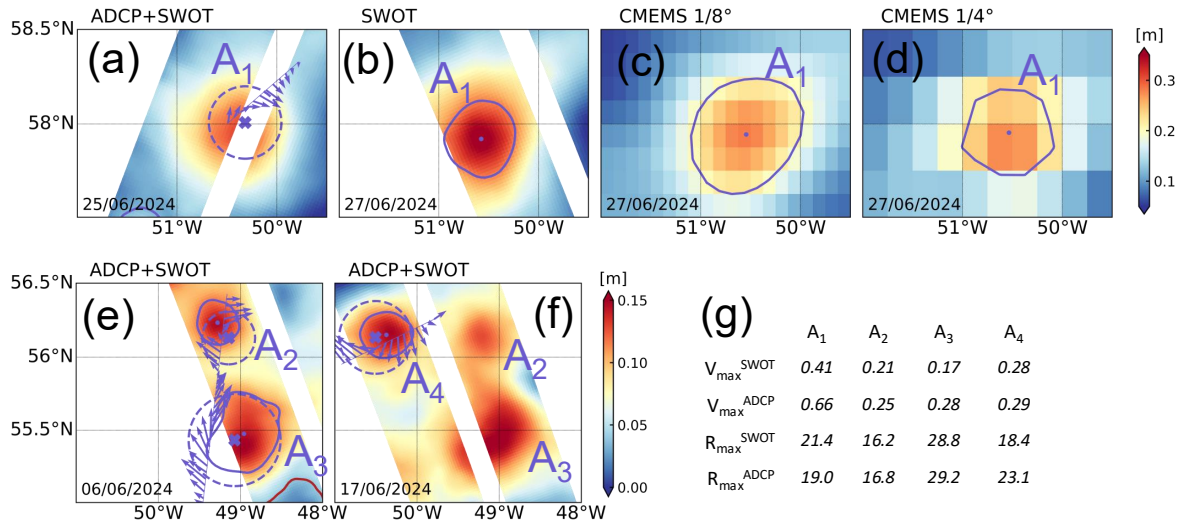 ADCP+SWOT
SWOT
CMEMS 1/8°
CMEMS 1/4°
58.5°N
58°N
(a)
A1
25/06/2024
(b)
A1
27/06/2024
(c)
A1
27/06/2024
(d)
A1
27/06/2024
[m]
0.3
0.2
0.1
51°W 50°W
51°W 50°W
51°W 50°W
51°W 50°W
ADCP+SWOT
ADCP+SWOT
56.5°N
56°N
55.5°N
(e)
A2
A3
06/06/2024
(f)
A4
A2
A3
17/06/2024
[m]
0.15
0.10
0.05
0.00
50°W 49°W 48°W
50°W 49°W 48°W
(g)
A1 A2 A3 A4
Vmax^SWOT 0.41 0.21 0.17 0.28
Vmax^ADCP 0.66 0.25 0.28 0.29
Rmax^SWOT 21.4 16.2 28.8 18.4
Rmax^ADCP 19.0 16.8 29.2 23.1